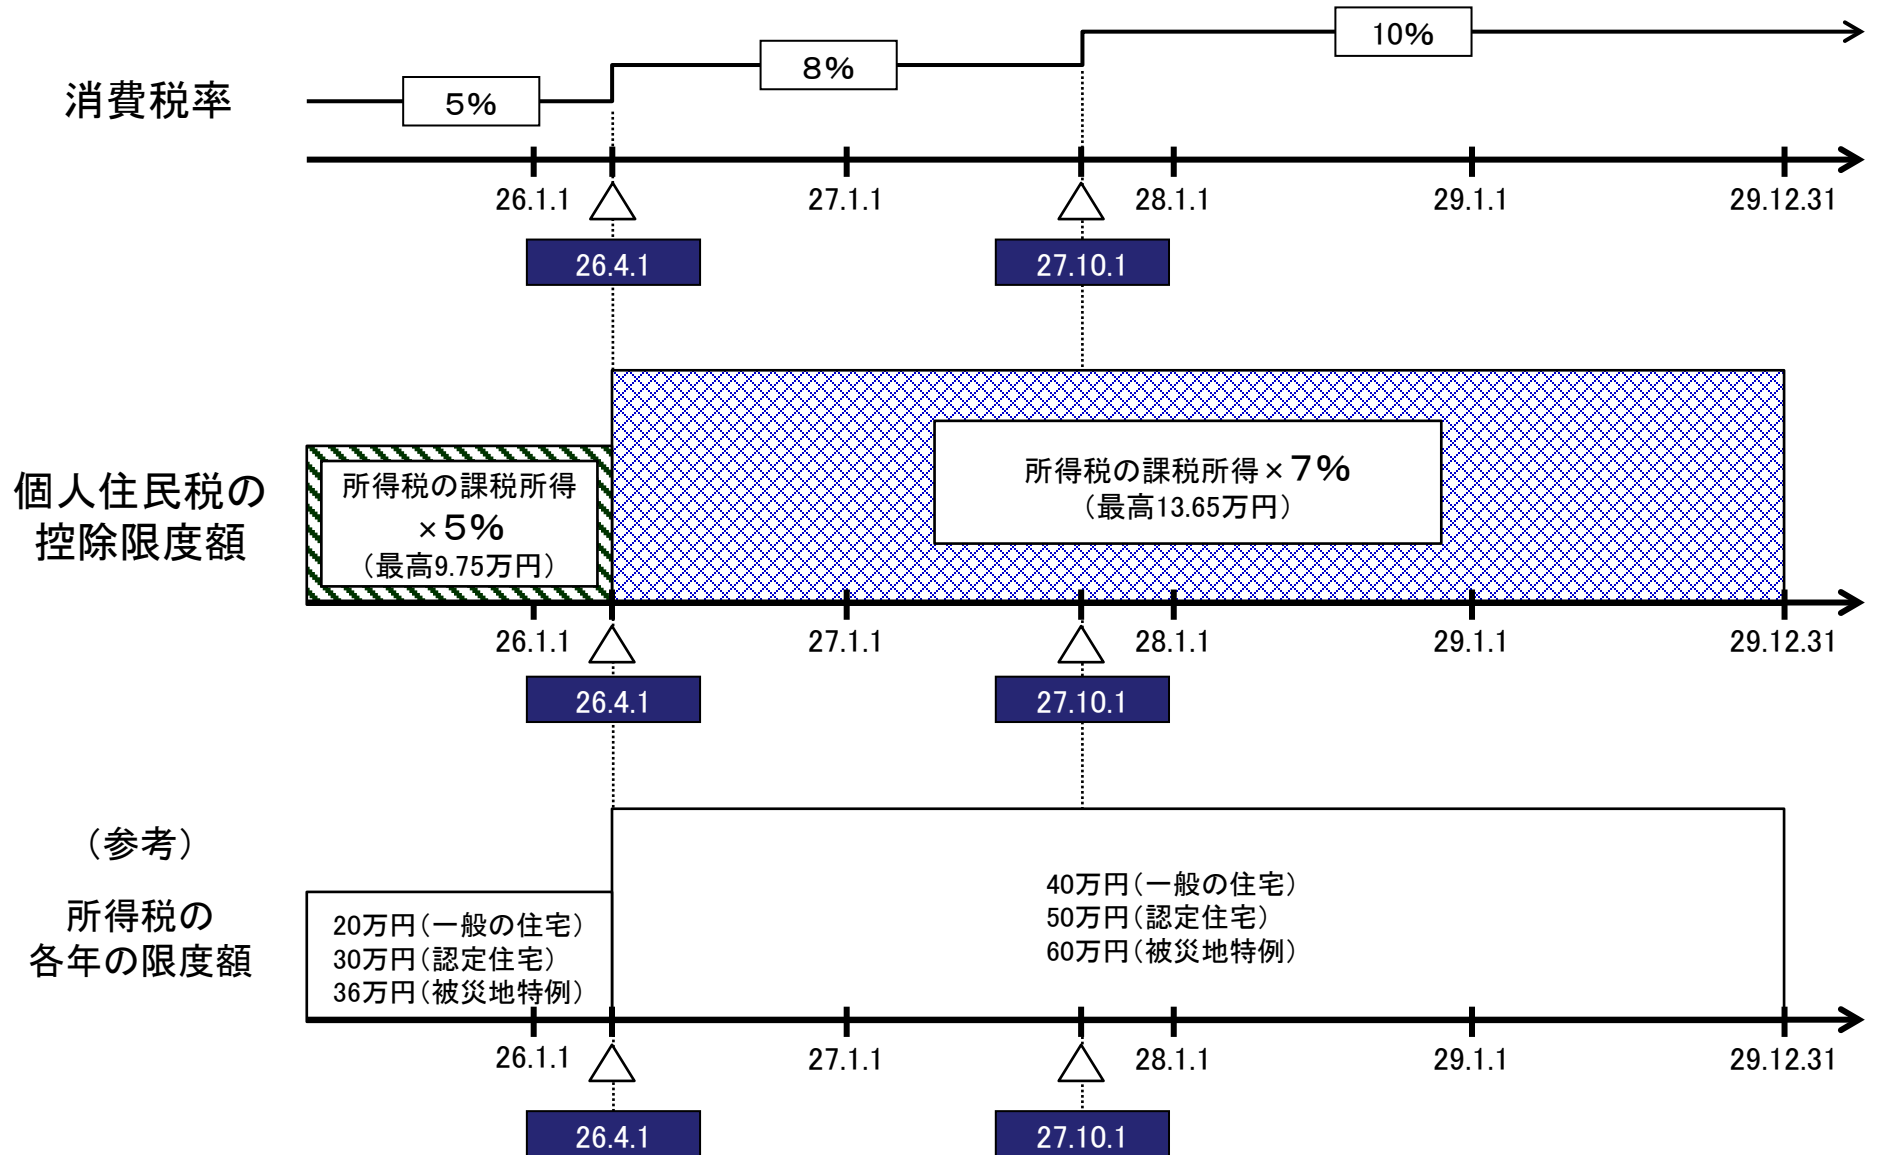 消費税率
5%
8%
10%
26.1.1
27.1.1
28.1.1
29.1.1
29.12.31
26.4.1
27.10.1
個人住民税の
控除限度額
所得税の課税所得
×5%
（最高9.75万円）
所得税の課税所得×7%
（最高13.65万円）
26.1.1
27.1.1
28.1.1
29.1.1
29.12.31
26.4.1
27.10.1
（参考）
所得税の
各年の限度額
20万円（一般の住宅）
30万円（認定住宅）
36万円（被災地特例）
40万円（一般の住宅）
50万円（認定住宅）
60万円（被災地特例）
26.1.1
27.1.1
28.1.1
29.1.1
29.12.31
26.4.1
27.10.1